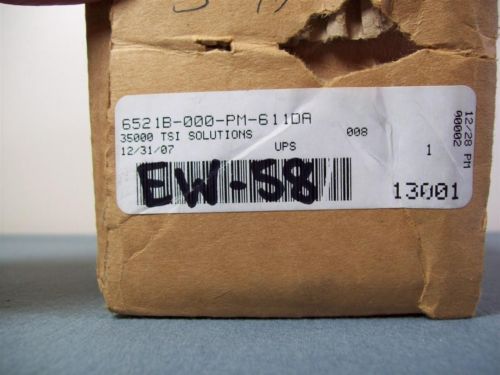 6521B-000-PM-611DA
35000 TSI SOLUTIONS 008
12/31/07 UPS 1
EW-58
13001
12/28 PM
00002